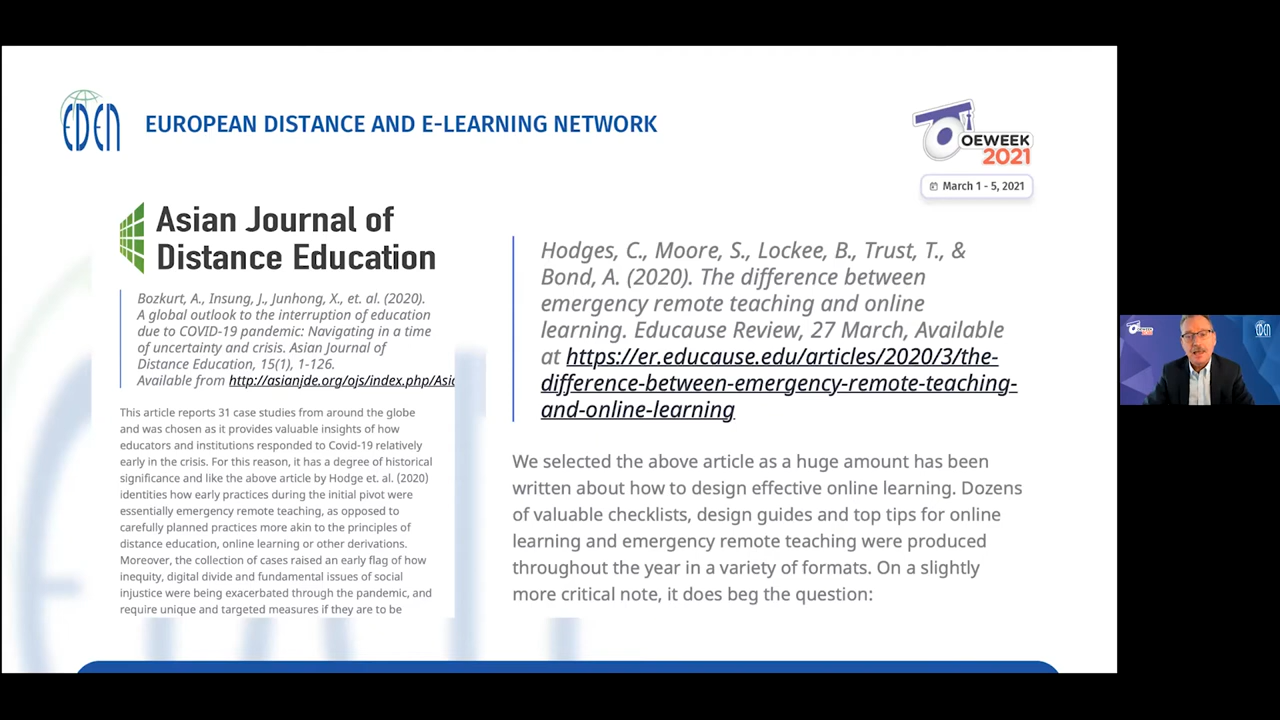 EDEN
EUROPEAN DISTANCE AND E-LEARNING NETWORK
OEWEEK
2021
March 1 - 5, 2021
Asian Journal of
Distance Education
Bozkurt, A., Insung, J., Junhong, X., et. al. (2020).
A global outlook to the interruption of education
due to COVID-19 pandemic: Navigating in a time
of uncertainty and crisis. Asian Journal of
Distance Education, 15(1), 1-126.
Available from http://asianjde.org/ojs/index.php/Asi
This article reports 31 case studies from around the globe
and was chosen as it provides valuable insights of how
educators and institutions responded to Covid-19 relatively
early in the crisis. For this reason, it has a degree of historical
significance and like the above article by Hodge et. al. (2020)
identities how early practices during the initial pivot were
essentially emergency remote teaching, as opposed to
carefully planned practices more akin to the principles of
distance education, online learning or other derivations.
Moreover, the collection of cases raised an early flag of how
inequity, digital divide and fundamental issues of social
injustice were being exacerbated through the pandemic, and
require unique and targeted measures if they are to be
Hodges, C., Moore, S., Lockee, B., Trust, T., &
Bond, A. (2020). The difference between
emergency remote teaching and online
learning. Educause Review, 27 March, Available
at https://er.educause.edu/articles/2020/3/the-
difference-between-emergency-remote-teaching-
and-online-learning
We selected the above article as a huge amount has been
written about how to design effective online learning. Dozens
of valuable checklists, design guides and top tips for online
learning and emergency remote teaching were produced
throughout the year in a variety of formats. On a slightly
more critical note, it does beg the question: